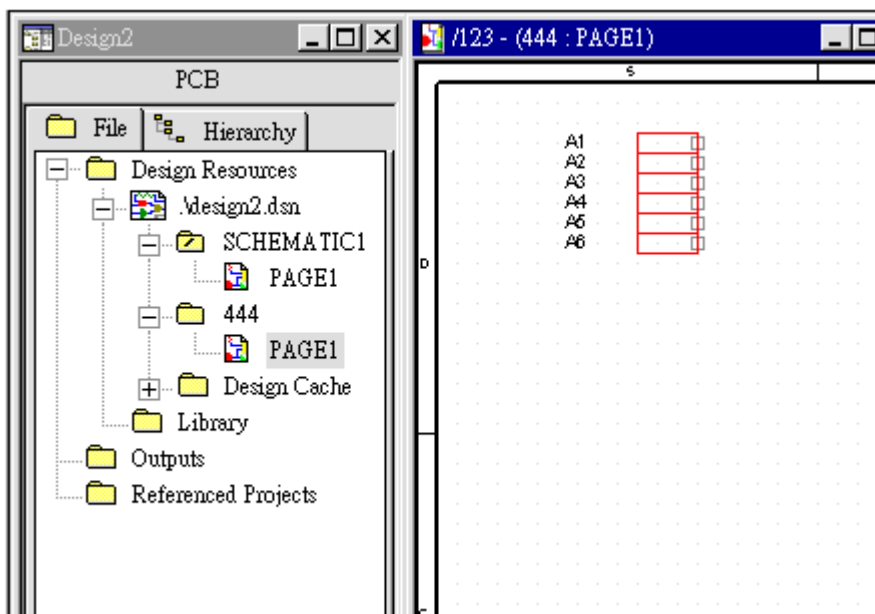 Design2
PCB
File
Hierarchy
Design Resources
.\design2.dsn
SCHEMATIC1
PAGE1
444
PAGE1
Design Cache
Library
Outputs
Referenced Projects
/123 - (444 : PAGE1)
5
A1
A2
A3
A4
A5
A6
D